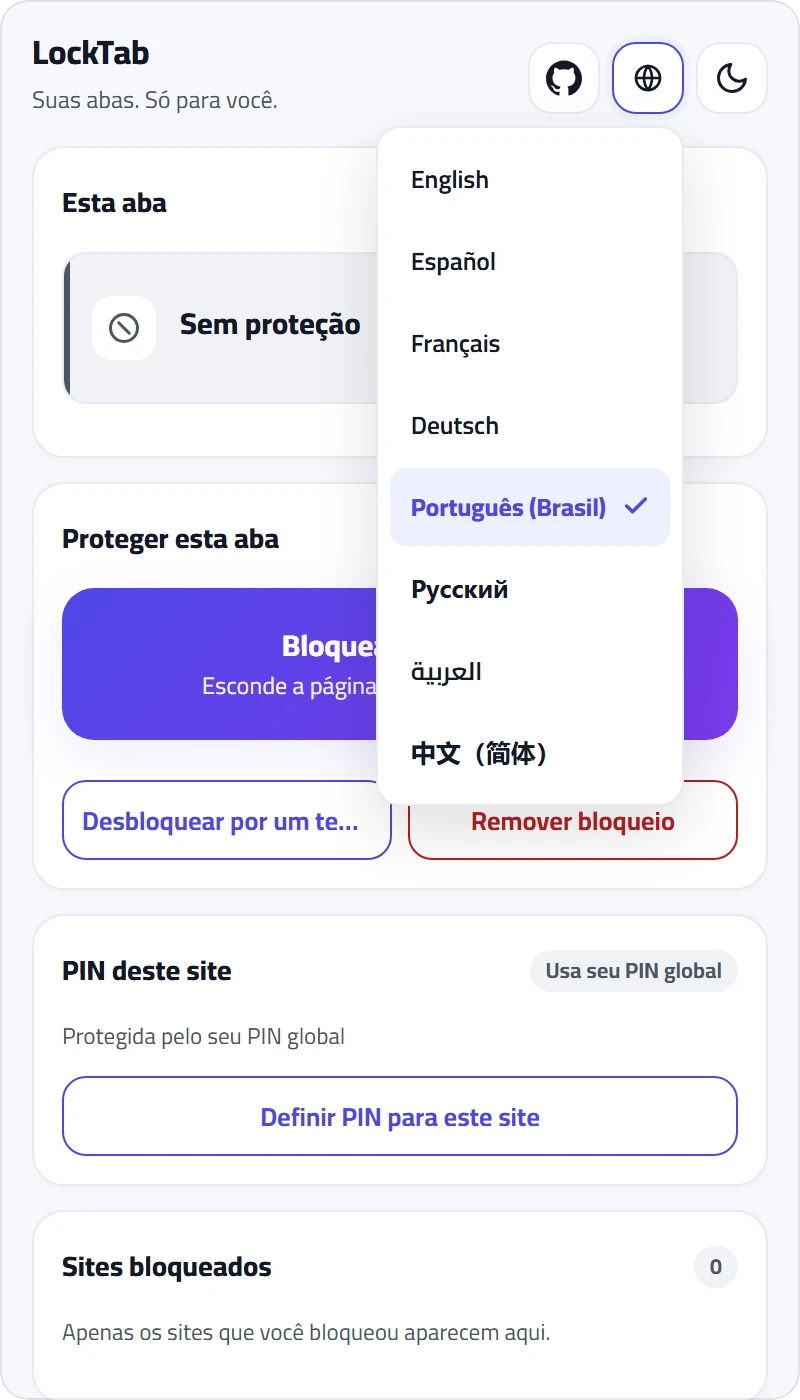 LockTab
Suas abas. Só para você.
Esta aba
Sem proteção
English
Español
Français
Deutsch
Português (Brasil)
Русский
العربية
中文（简体）
Proteger esta aba
Esconde a página
Desbloquear por um te...
Remover bloqueio
PIN deste site
Usa seu PIN global
Protegida pelo seu PIN global
Definir PIN para este site
Sites bloqueados
0
Apenas os sites que você bloqueou aparecem aqui.